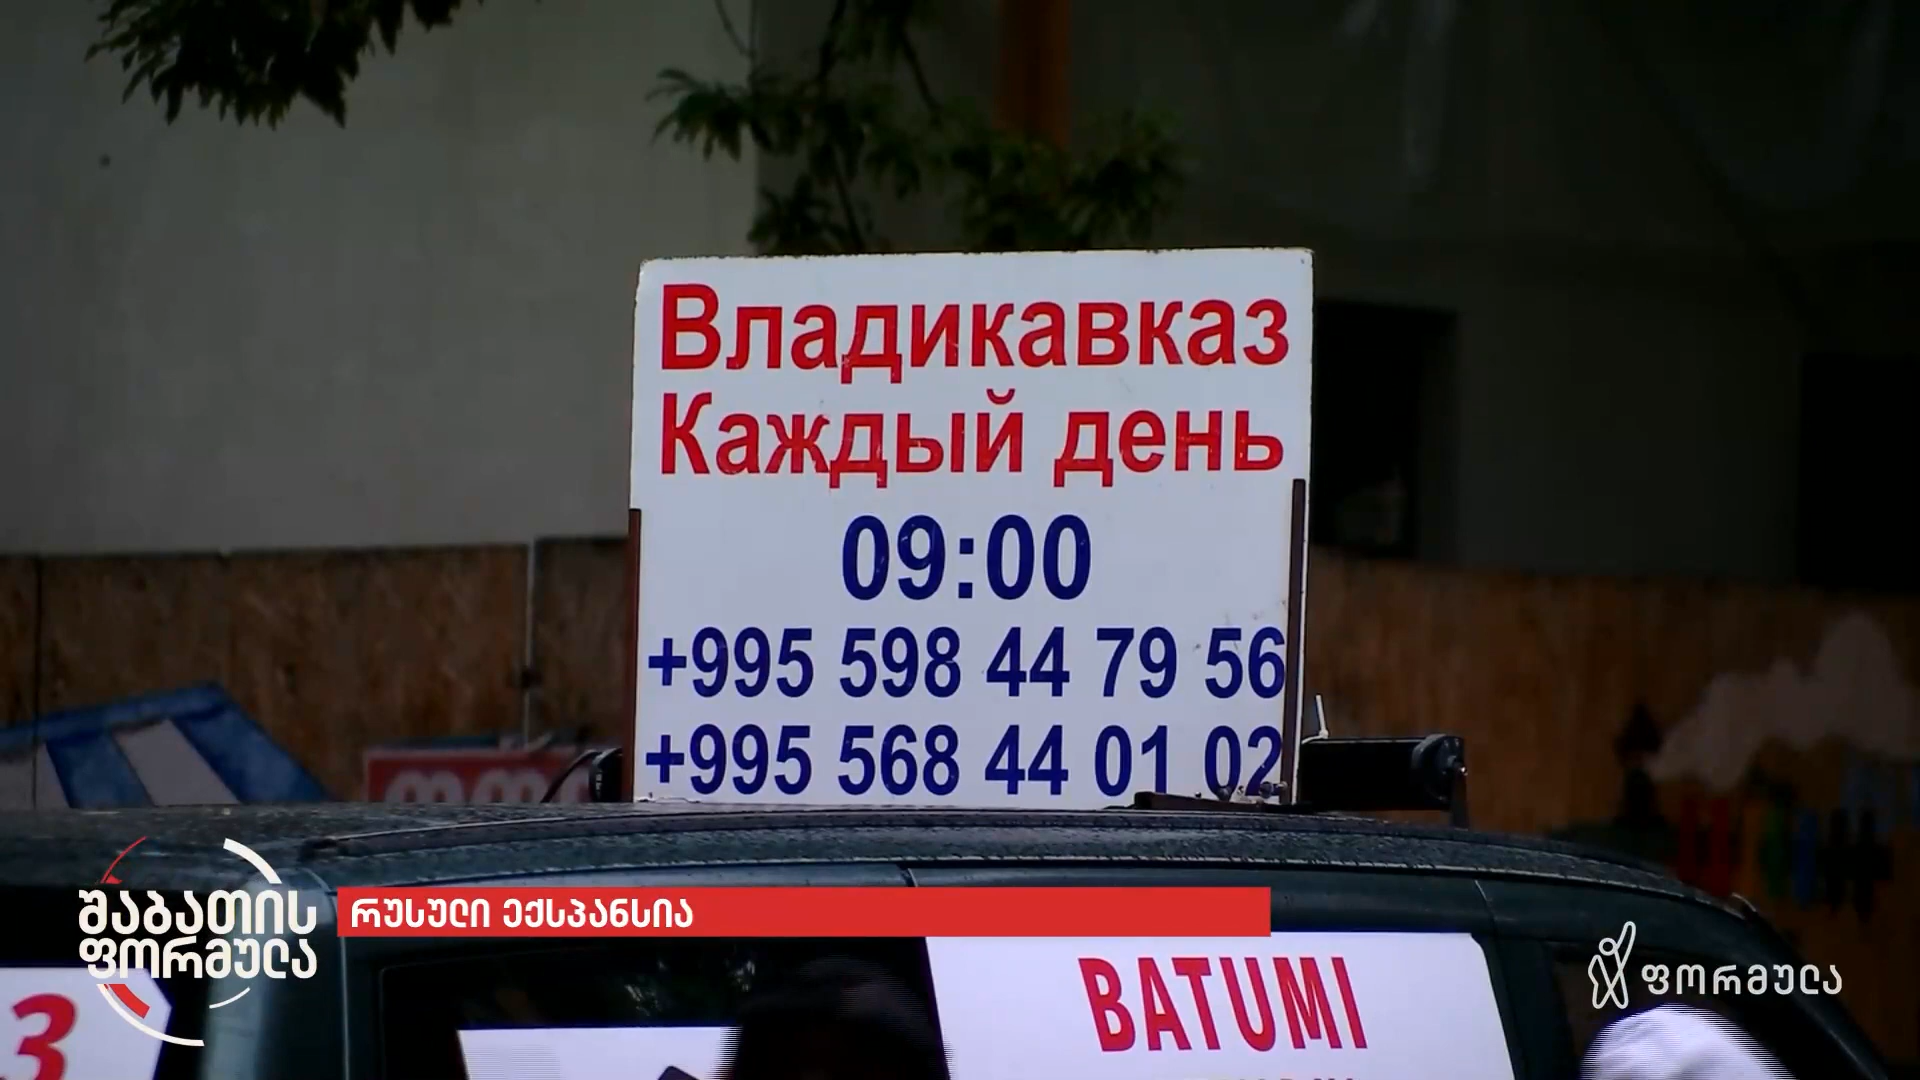 Владикавказ
Каждый день
09:00
+995 598 44 79 56
+995 568 44 01 02
შაბათის
ფორმულა
რუსული ექსპანსია
BATUMI
ფორმულა
3